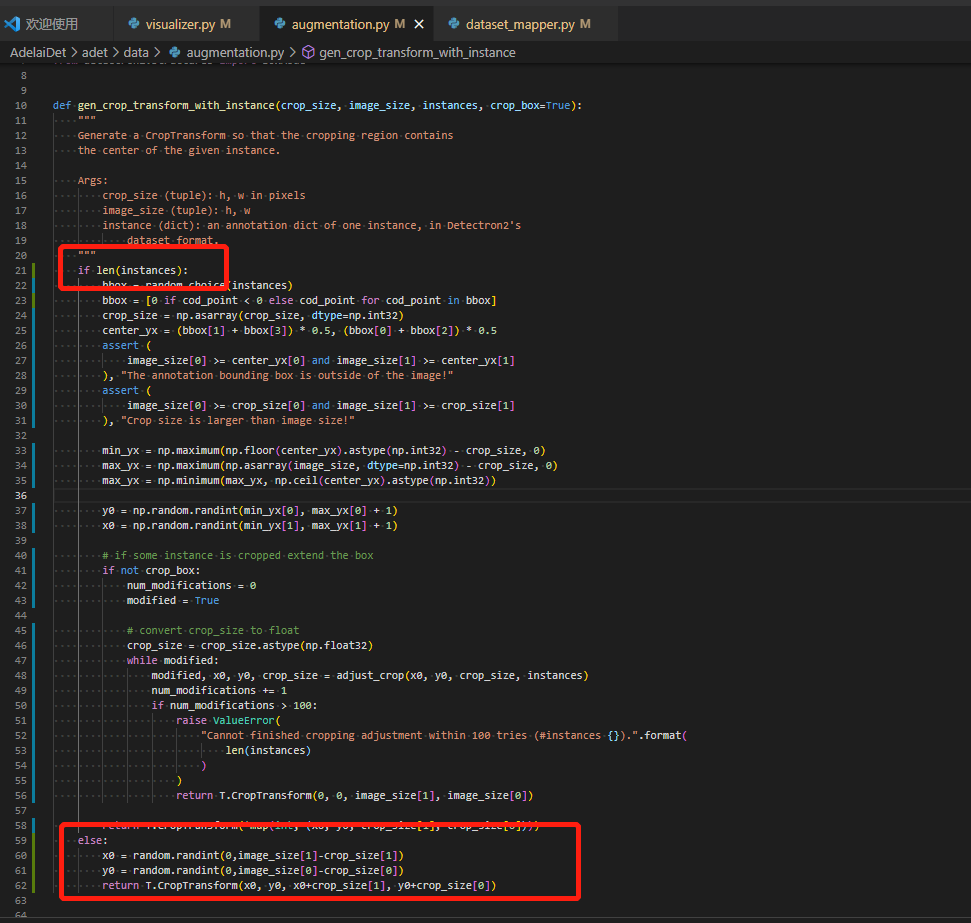 欢迎使用
visualizer.py M
augmentation.py M
dataset_mapper.py M
AdelaiDet > adet > data > augmentation.py > gen_crop_transform_with_instance
8
9
10 def gen_crop_transform_with_instance(crop_size, image_size, instances, crop_box=True):
11 """
12 Generate a CropTransform so that the cropping region contains
13 the center of the given instance.
14
15 Args:
16 crop_size (tuple): h, w in pixels
17 image_size (tuple): h, w
18 instance (dict): an annotation dict of one instance, in Detectron2's
19 dataset format.
20 """
21 if len(instances):
22 bbox = random.choice(instances)
23 bbox = [0 if cod_point < 0 else cod_point for cod_point in bbox]
24 crop_size = np.asarray(crop_size, dtype=np.int32)
25 center_yx = (bbox[1] + bbox[3]) * 0.5, (bbox[0] + bbox[2]) * 0.5
26 assert (
27 image_size[0] >= center_yx[0] and image_size[1] >= center_yx[1]
28 ), "The annotation bounding box is outside of the image!"
29 assert (
30 image_size[0] >= crop_size[0] and image_size[1] >= crop_size[1]
31 ), "Crop size is larger than image size!"
32
33 min_yx = np.maximum(np.floor(center_yx).astype(np.int32) - crop_size, 0)
34 max_yx = np.maximum(np.asarray(image_size, dtype=np.int32) - crop_size, 0)
35 max_yx = np.minimum(max_yx, np.ceil(center_yx).astype(np.int32))
36
37 y0 = np.random.randint(min_yx[0], max_yx[0] + 1)
38 x0 = np.random.randint(min_yx[1], max_yx[1] + 1)
39
40 # if some instance is cropped extend the box
41 if not crop_box:
42 num_modifications = 0
43 modified = True
44
45 # convert crop_size to float
46 crop_size = crop_size.astype(np.float32)
47 while modified:
48 modified, x0, y0, crop_size = adjust_crop(x0, y0, crop_size, instances)
49 num_modifications += 1
50 if num_modifications > 100:
51 raise ValueError(
52 "Cannot finished cropping adjustment within 100 tries (#instances {}).".format(
53 len(instances)
54 )
55 )
56 return T.CropTransform(0, 0, image_size[1], image_size[0])
57
58 return T.CropTransform(*map(int, (x0, y0, crop_size[1], crop_size[0])))
59 else:
60 x0 = random.randint(0,image_size[1]-crop_size[1])
61 y0 = random.randint(0,image_size[0]-crop_size[0])
62 return T.CropTransform(x0, y0, x0+crop_size[1], y0+crop_size[0])
63
64